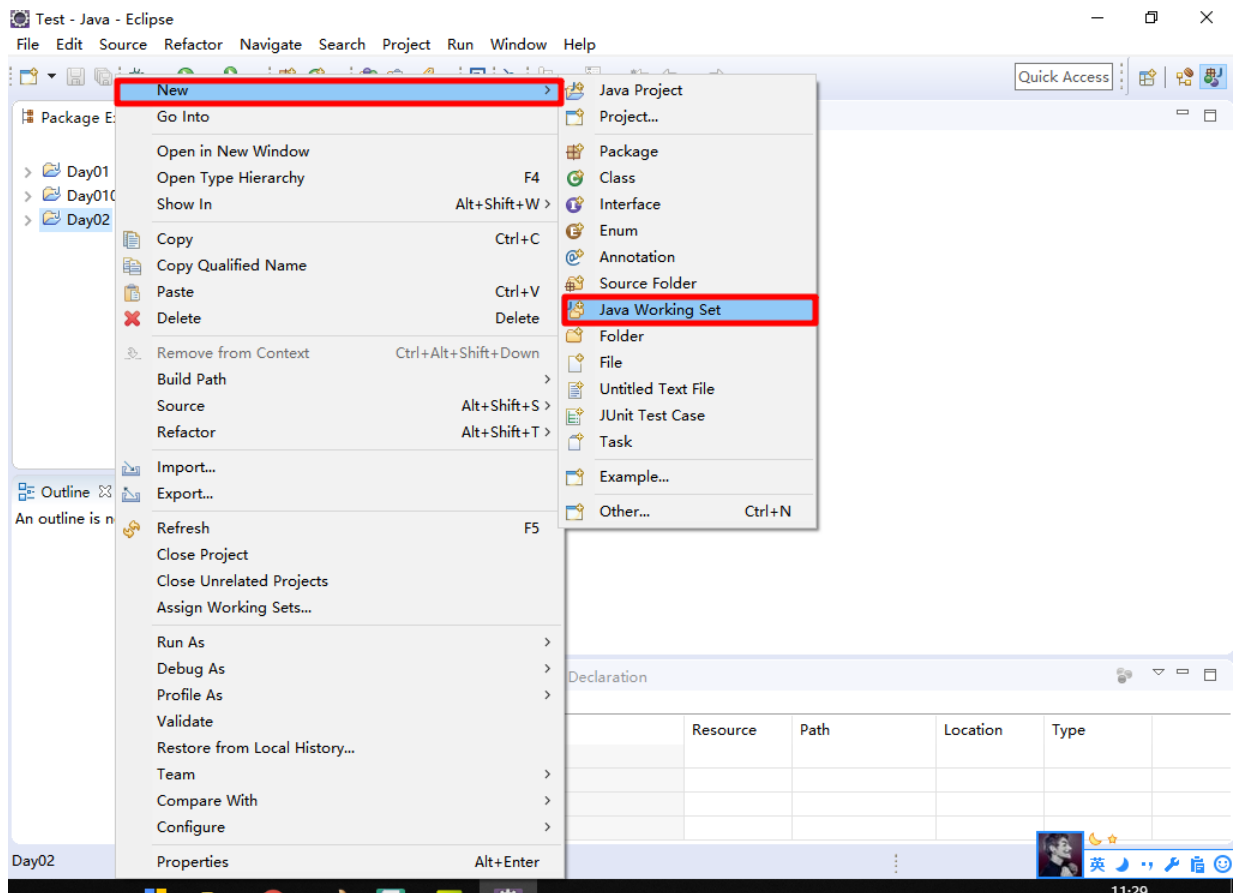 Test - Java - Eclipse
File Edit Source Refactor Navigate Search Project Run Window Help
Quick Access
Package E
Day01
Day010
Day02
New
Go Into
Open in New Window
Open Type Hierarchy F4
Show In Alt+Shift+W
Copy Ctrl+C
Copy Qualified Name
Paste Ctrl+V
Delete Delete
Remove from Context Ctrl+Alt+Shift+Down
Build Path
Source Alt+Shift+S
Refactor Alt+Shift+T
Import...
Export...
Refresh F5
Close Project
Close Unrelated Projects
Assign Working Sets...
Run As
Debug As
Profile As
Validate
Restore from Local History...
Team
Compare With
Configure
Properties Alt+Enter
Java Project
Project...
Package
Class
Interface
Enum
Annotation
Source Folder
Java Working Set
Folder
File
Untitled Text File
JUnit Test Case
Task
Example...
Other... Ctrl+N
Outline
An outline is n
Declaration
Resource Path Location Type
Day02
英
11:29